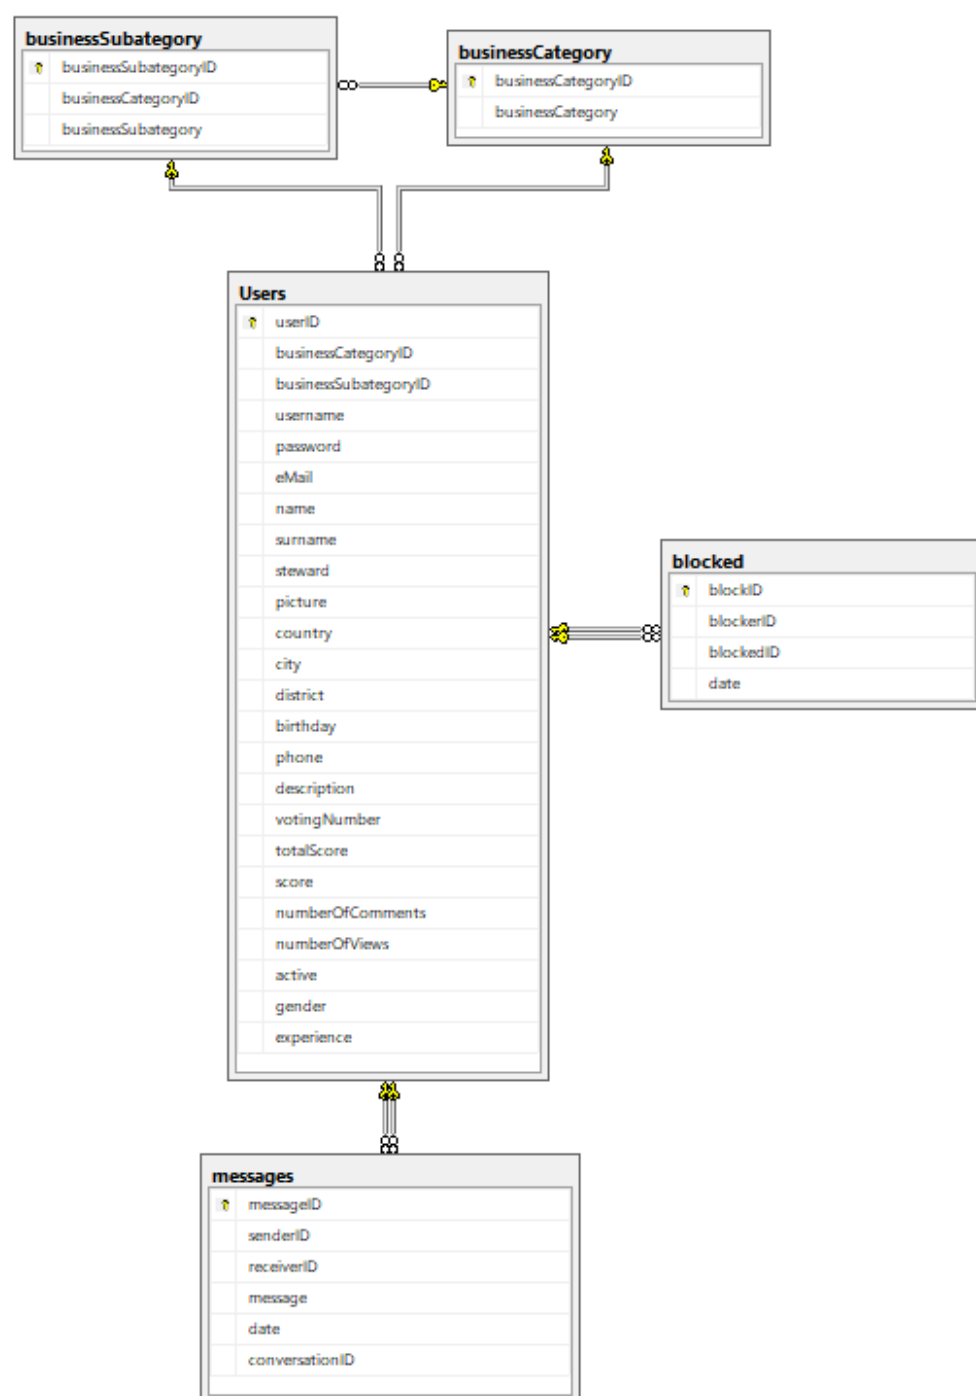 businessSubategory
businessSubategoryID
businessCategoryID
businessSubategory
businessCategory
businessCategoryID
businessCategory
Users
userID
businessCategoryID
businessSubategoryID
username
password
eMail
name
surname
steward
picture
country
city
district
birthday
phone
description
votingNumber
totalScore
score
numberOfComments
numberOfViews
active
gender
experience
blocked
blockID
blockerID
blockedID
date
messages
messageID
senderID
receiverID
message
date
conversationID